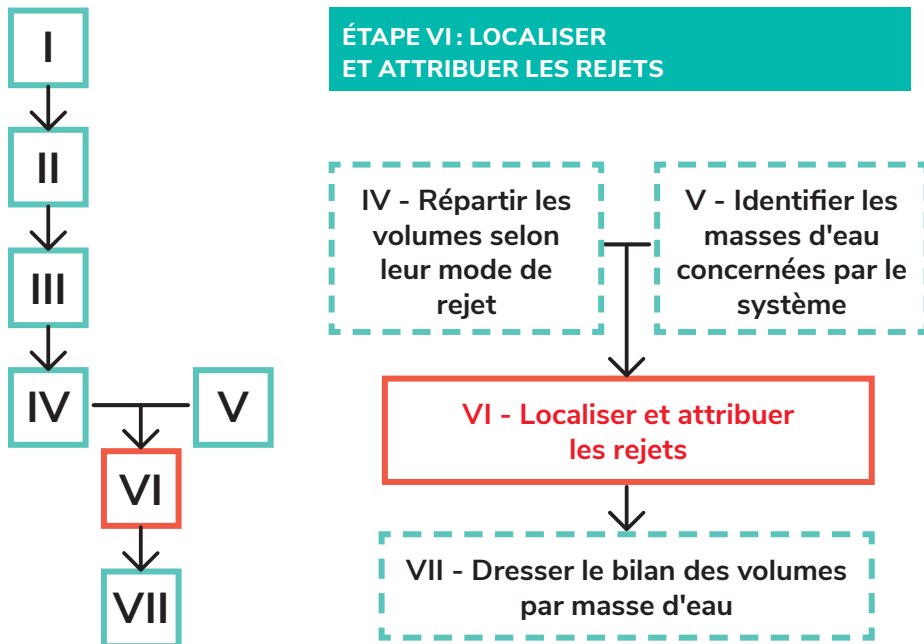 I
II
III
IV
V
VI
VII
ÉTAPE VI : LOCALISER
ET ATTRIBUER LES REJETS
IV - Répartir les
volumes selon
leur mode de
rejet
V - Identifier les
masses d'eau
concernées par le
système
VI - Localiser et attribuer
les rejets
VII - Dresser le bilan des volumes
par masse d'eau